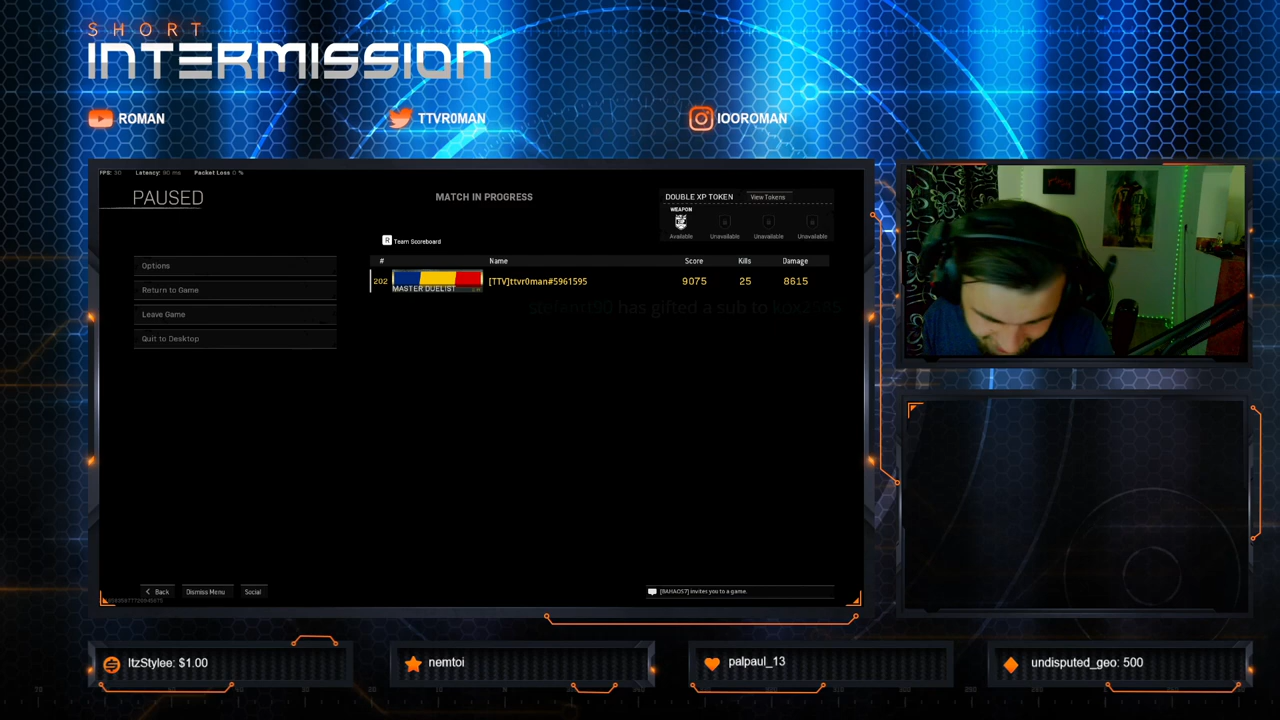 SHORT
INTERMISSION
ROMAN
TTVR0MAN
IOOROMAN
FPS: 30 Latency: 90 ms Packet Loss 0 %
PAUSED
MATCH IN PROGRESS
DOUBLE XP TOKEN
View Tokens
WEAPON
Available
Unavailable
Unavailable
Unavailable
R Team Scoreboard
# Name Score Kills Damage
202 MASTER DUELIST [TTV]ttvr0man#5961595 9075 25 8615
stefand90 has gifted a sub to
Options
Return to Game
Leave Game
Quit to Desktop
Back
Dismiss Menu
Social
[BAHAOS7] invites you to a game.
ItzStylee: $1.00
nemtoi
palpaul_13
undisputed_geo: 500